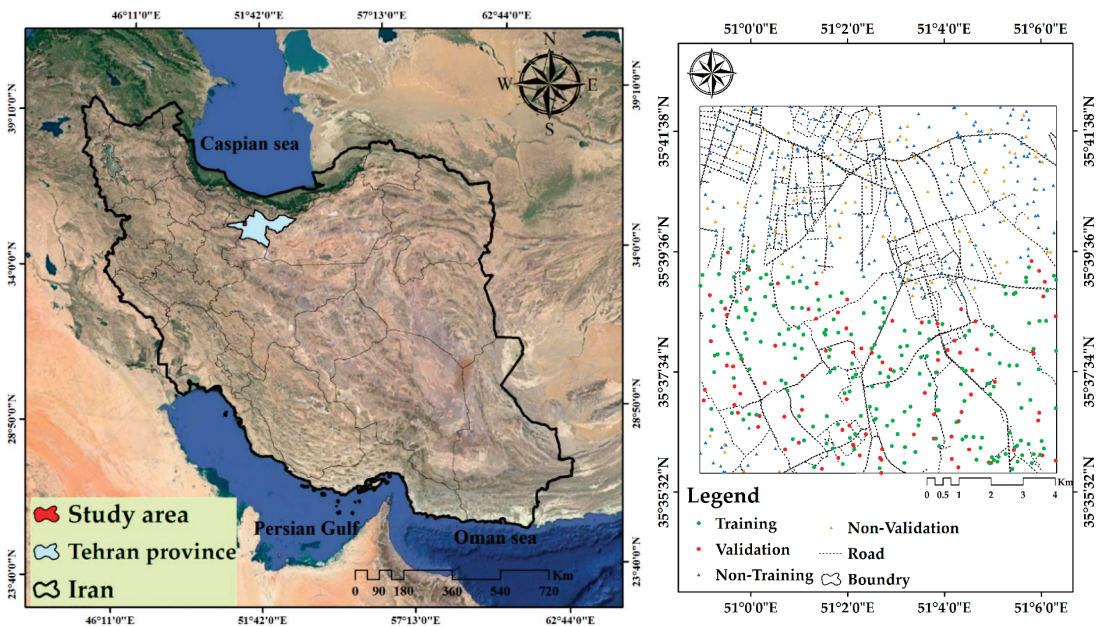 46°11'0"E 51°42'0"E 57°13'0"E 62°44'0"E
39°10'0"N
34°0'0"N
28°50'0"N
23°40'0"N
39°10'0"N
34°0'0"N
28°50'0"N
23°40'0"N
N
W E
S
Caspian sea
Persian Gulf
Oman sea
Study area
Tehran province
Iran
Km
0 90 180 360 540 720
46°11'0"E 51°42'0"E 57°13'0"E 62°44'0"E
51°0'0"E 51°2'0"E 51°4'0"E 51°6'0"E
35°41'38"N
35°39'36"N
35°37'34"N
35°35'32"N
35°41'38"N
35°39'36"N
35°37'34"N
35°35'32"N
Km
0 0.5 1 2 3 4
Legend
Training
Validation
Non-Training
Non-Validation
Road
Boundry
51°0'0"E 51°2'0"E 51°4'0"E 51°6'0"E